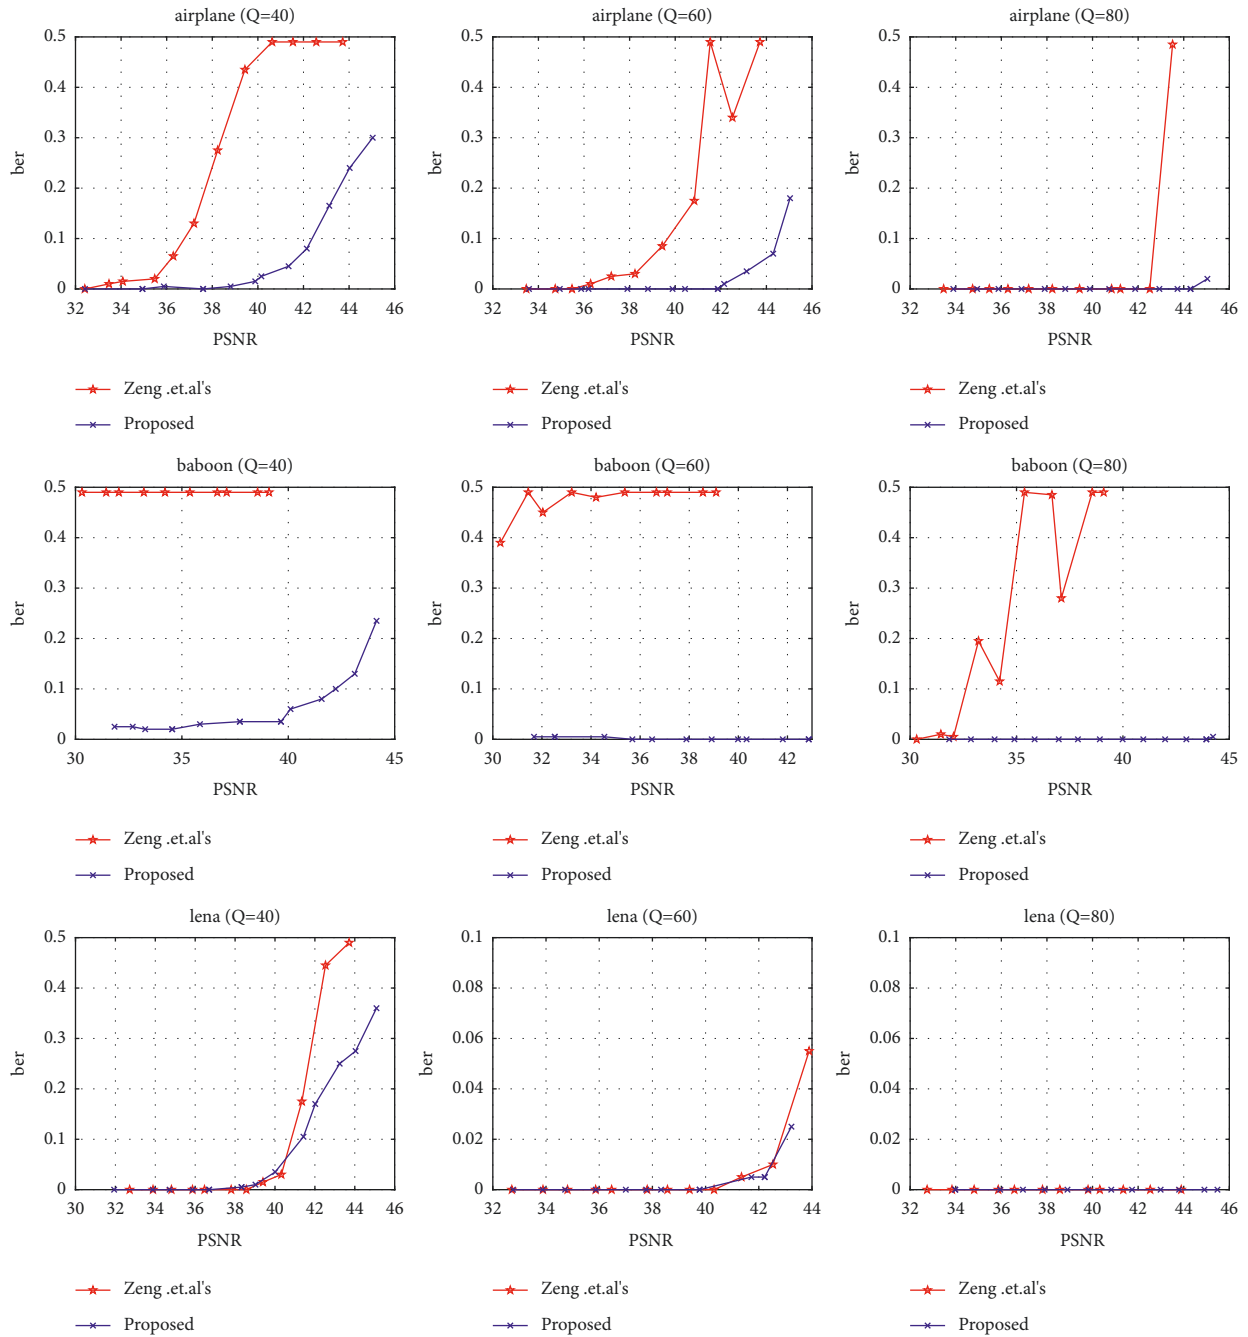 airplane (Q=40)
0.5
0.4
0.3
0.2
0.1
0
ber
32 34 36 38 40 42 44 46
PSNR
Zeng .et.al's
Proposed
airplane (Q=60)
0.5
0.4
0.3
0.2
0.1
0
ber
32 34 36 38 40 42 44 46
PSNR
Zeng .et.al's
Proposed
airplane (Q=80)
0.5
0.4
0.3
0.2
0.1
0
ber
32 34 36 38 40 42 44 46
PSNR
Zeng .et.al's
Proposed
baboon (Q=40)
0.5
0.4
0.3
0.2
0.1
0
ber
30 35 40 45
PSNR
Zeng .et.al's
Proposed
baboon (Q=60)
0.5
0.4
0.3
0.2
0.1
0
ber
30 32 34 36 38 40 42
PSNR
Zeng .et.al's
Proposed
baboon (Q=80)
0.5
0.4
0.3
0.2
0.1
0
ber
30 35 40 45
PSNR
Zeng .et.al's
Proposed
lena (Q=40)
0.5
0.4
0.3
0.2
0.1
0
ber
30 32 34 36 38 40 42 44 46
PSNR
Zeng .et.al's
Proposed
lena (Q=60)
0.1
0.08
0.06
0.04
0.02
0
ber
32 34 36 38 40 42 44
PSNR
Zeng .et.al's
Proposed
lena (Q=80)
0.1
0.08
0.06
0.04
0.02
0
ber
32 34 36 38 40 42 44 46
PSNR
Zeng .et.al's
Proposed